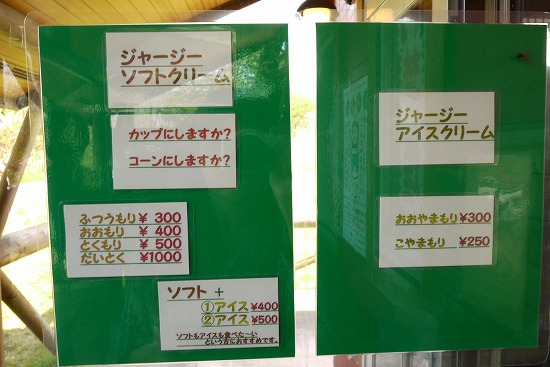 ジャージー
ソフトクリーム
カップにしますか?
コーンにしますか?
ふつうもり ¥ 300
おおもり ¥ 400
とくもり ¥ 500
だいとく ¥1000
ソフト +
①アイス ¥400
②アイス ¥500
ソフトもアイスも食べた~い
という方におすすめです。
ジャージー
アイスクリーム
おおやまもり ¥300
こやまもり ¥250